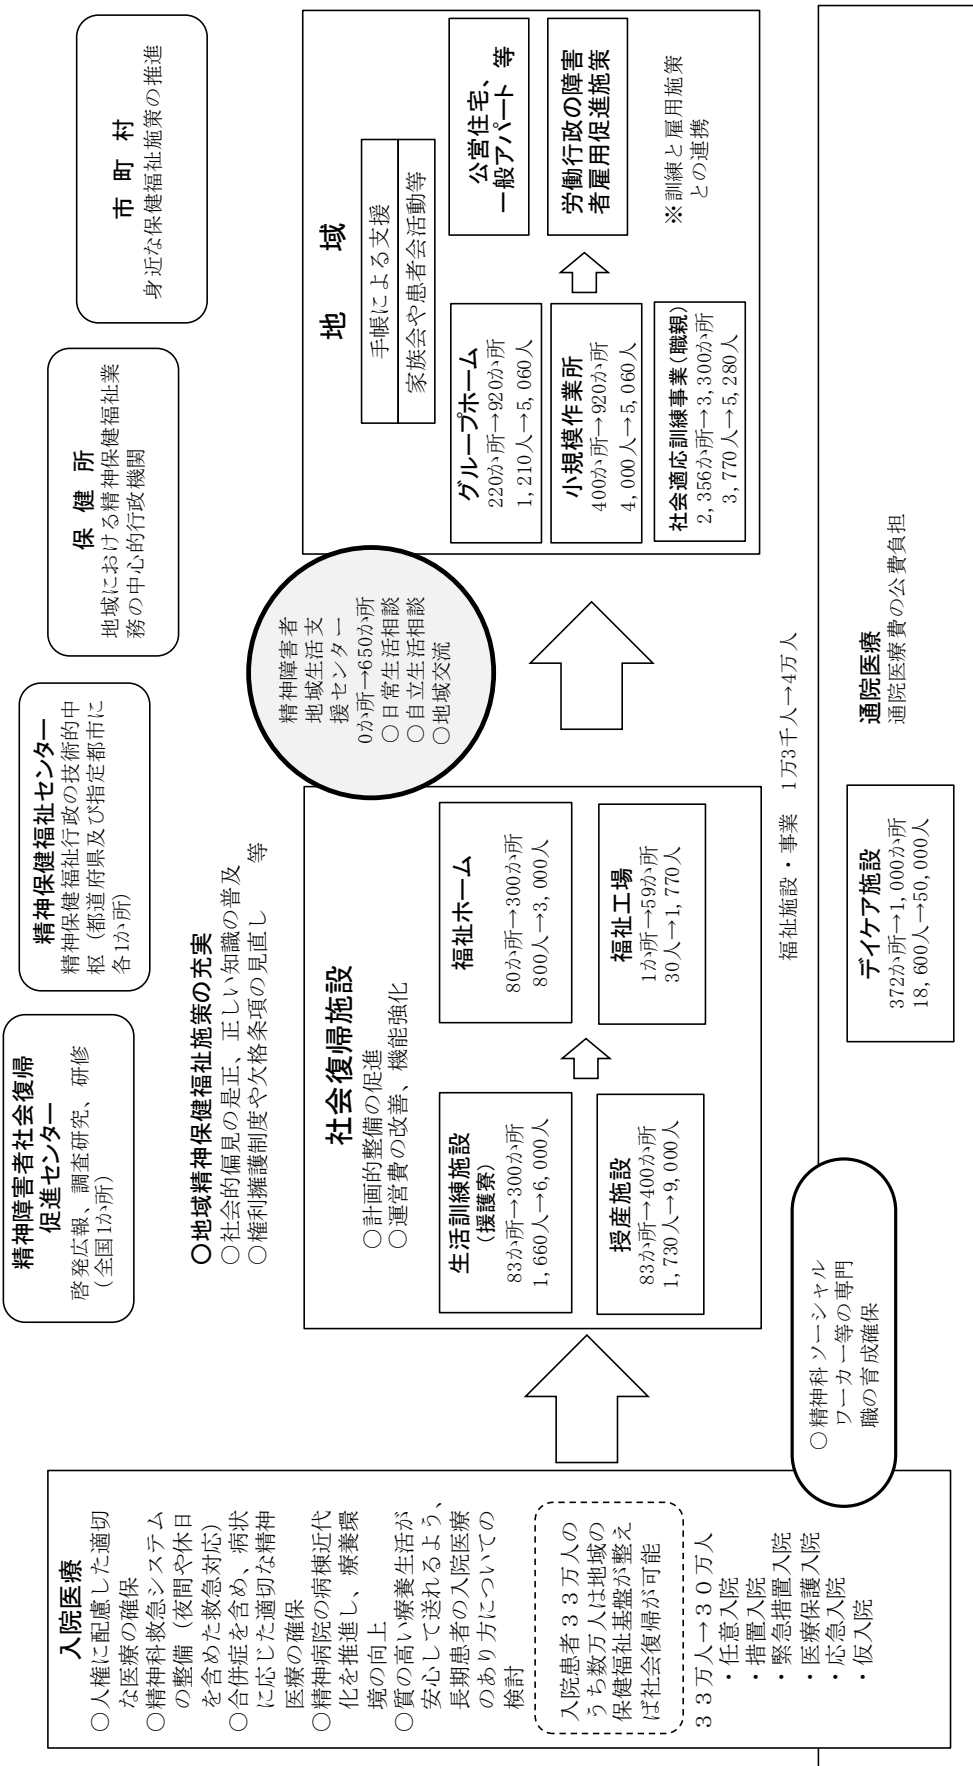 精神障害者社会復帰
促進センター
啓発広報、調査研究、研修
(全国1か所)
精神保健福祉センター
精神保健福祉行政の技術的中
枢（都道府県及び指定都市に
各1か所）
保 健 所
地域における精神保健福祉業
務の中心的行政機関
市 町 村
身近な保健福祉施策の推進
○地域精神保健福祉施策の充実
○社会的偏見の是正、正しい知識の普及
○権利擁護制度や欠格条項の見直し 等
入院医療
○人権に配慮した適切
な医療の確保
○精神科救急システム
の整備（夜間や休日
を含めた救急対応）
○合併症を含め、病状
に応じた適切な精神
医療の確保
○精神病院の病棟近代
化を推進し、療養環
境の向上
○質の高い療養生活が
安心して送れるよう、
長期患者の入院医療
のあり方についての
検討
入院患者３３万人の
うち数万人は地域の
保健福祉基盤が整え
ば社会復帰が可能
３３万人→３０万人
・任意入院
・措置入院
・緊急措置入院
・医療保護入院
・応急入院
・仮入院
社会復帰施設
○計画的整備の促進
○運営費の改善、機能強化
生活訓練施設
(援護寮)
83か所→300か所
1,660人→6,000人
福祉ホーム
80か所→300か所
800人→3,000人
授産施設
83か所→400か所
1,730人→9,000人
福祉工場
1か所→59か所
30人→1,770人
精神障害者
地域生活支
援センター
0か所→650か所
○日常生活相談
○自立生活相談
○地域交流
地 域
手帳による支援
家族会や患者会活動等
グループホーム
220か所→920か所
1,210人→5,060人
公営住宅、
一般アパート 等
小規模作業所
400か所→920か所
4,000人→5,060人
労働行政の障害
者雇用促進施策
社会適応訓練事業(職親)
2,356か所→3,300か所
3,770人→5,280人
※訓練と雇用施策
との連携
福祉施設・事業 1万3千人→4万人
○精神科ソーシャル
ワーカー等の専門
職の育成確保
デイケア施設
372か所→1,000か所
18,600人→50,000人
通院医療
通院医療費の公費負担